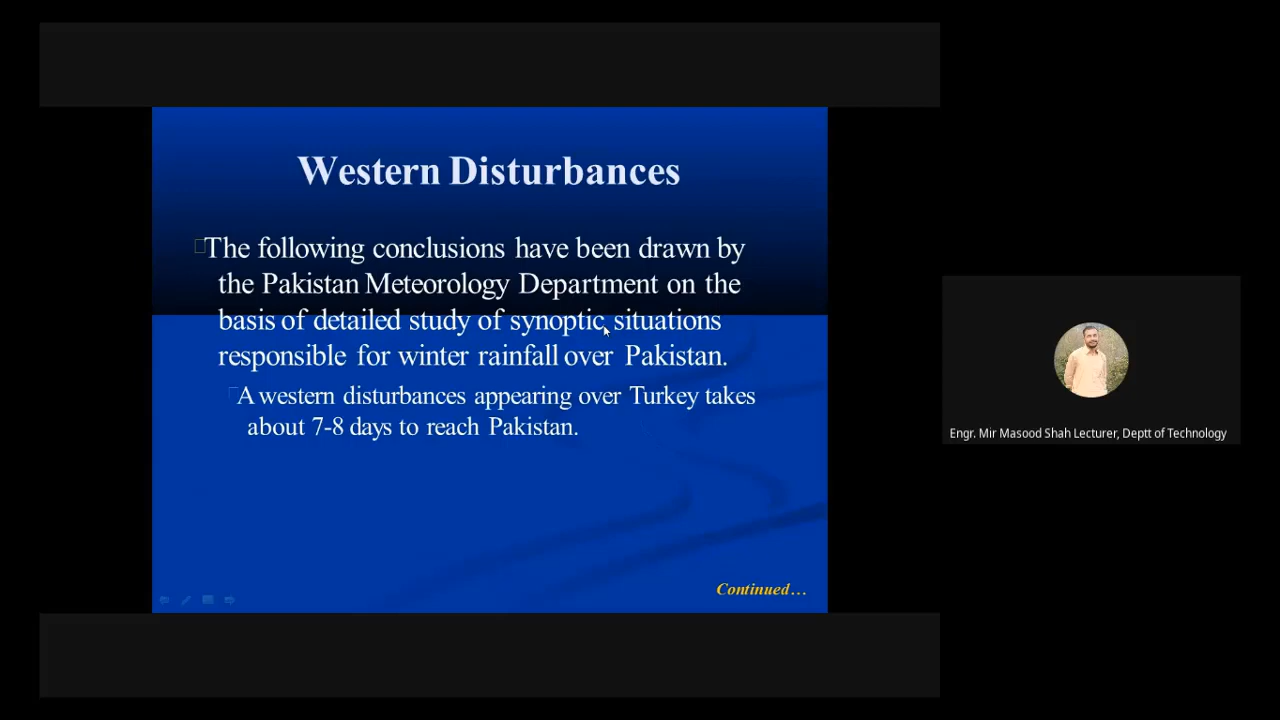 Western Disturbances
The following conclusions have been drawn by
the Pakistan Meteorology Department on the
basis of detailed study of synoptic situations
responsible for winter rainfall over Pakistan.
A western disturbances appearing over Turkey takes
about 7-8 days to reach Pakistan.
Continued…
Engr. Mir Masood Shah Lecturer, Deptt of Technology